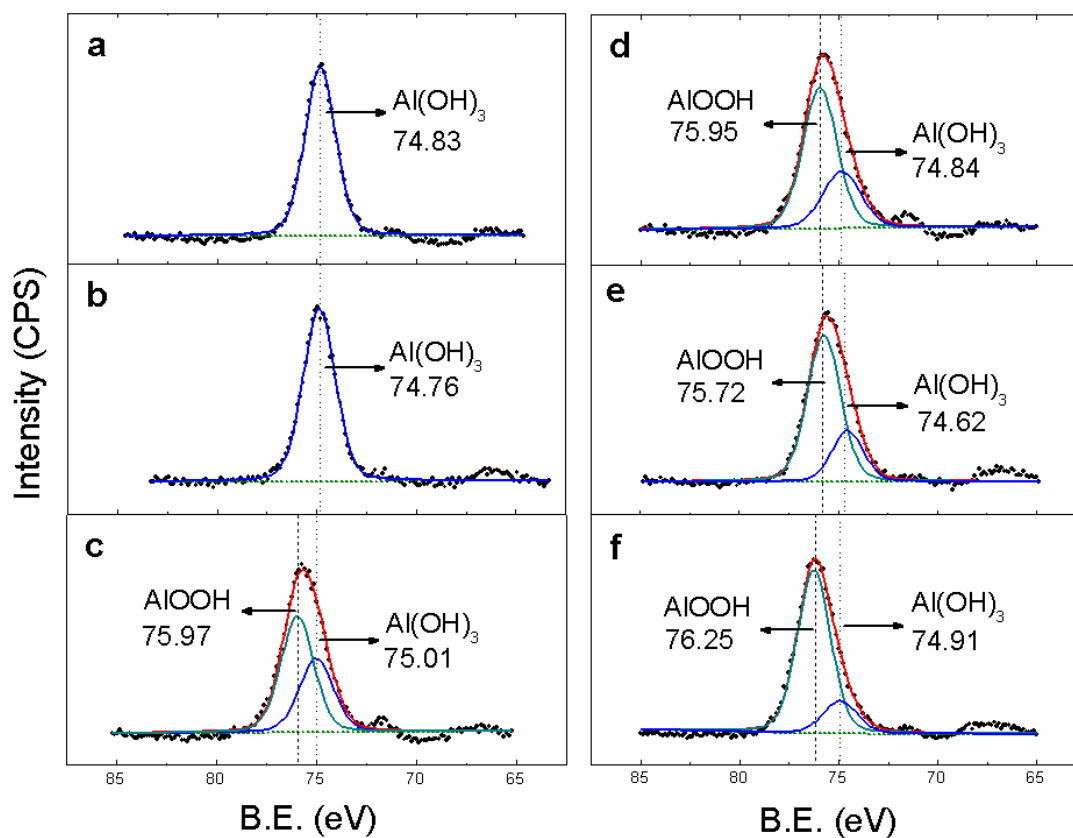 Intensity (CPS)
a
Al(OH)₃
74.83
b
Al(OH)₃
74.76
c
AlOOH
75.97
Al(OH)₃
75.01
85 80 75 70 65
B.E. (eV)
d
AlOOH
75.95
Al(OH)₃
74.84
e
AlOOH
75.72
Al(OH)₃
74.62
f
AlOOH
76.25
Al(OH)₃
74.91
85 80 75 70 65
B.E. (eV)